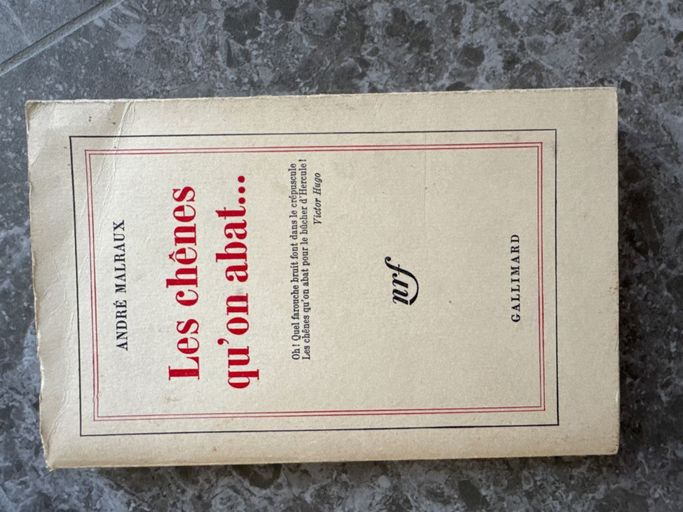 ANDRÉ MALRAUX
Les chênes
qu'on abat...
Oh ! Quel farouche bruit font dans le crépuscule
Les chênes qu'on abat pour le bûcher d'Hercule !
Victor Hugo
nrf
GALLIMARD